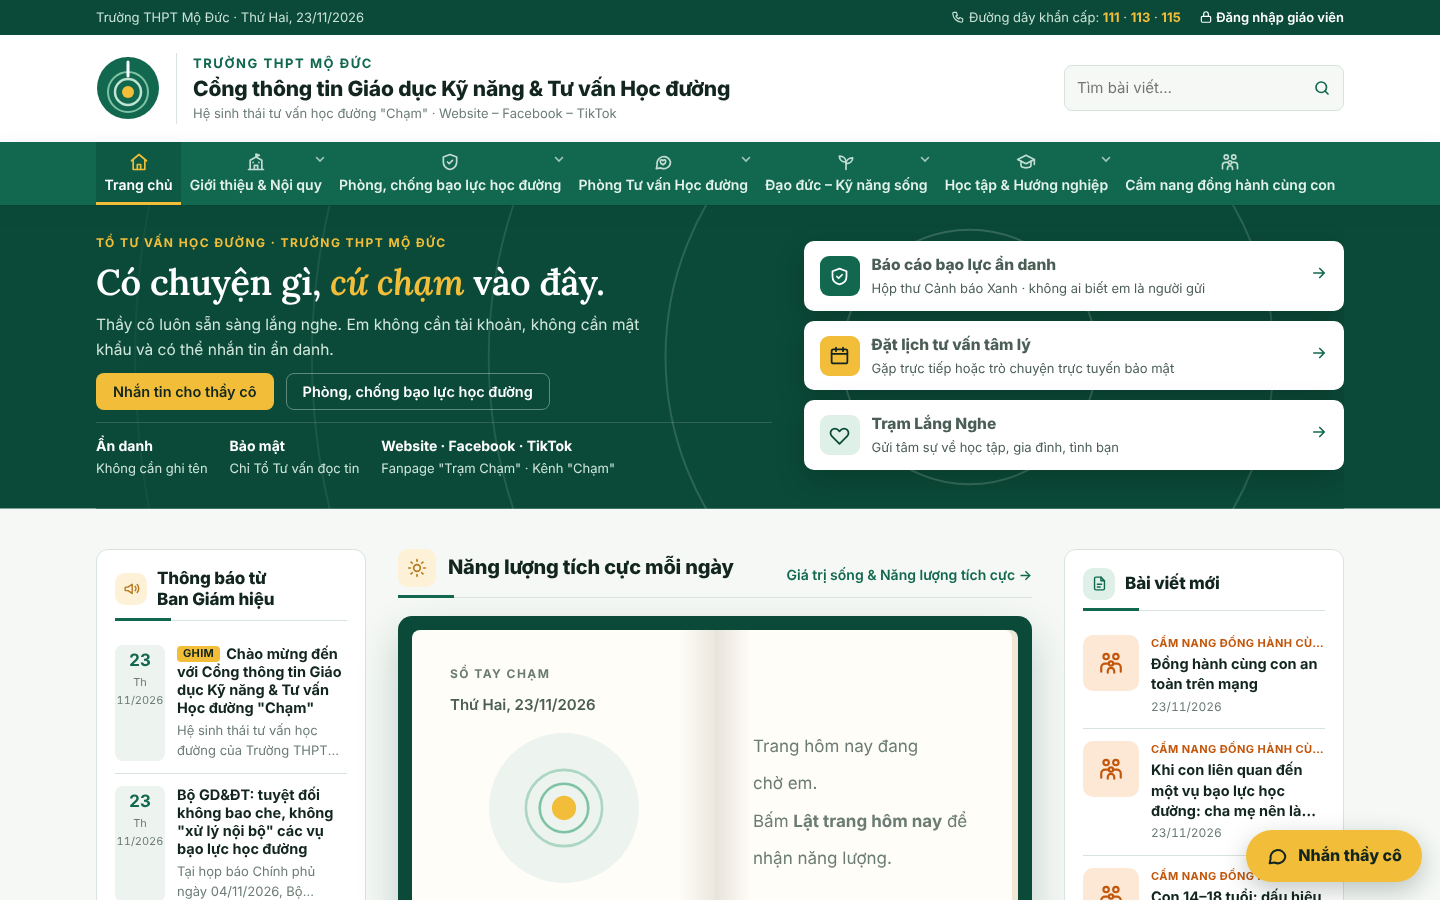 Trường THPT Mộ Đức · Thứ Hai, 23/11/2026
Đường dây khẩn cấp: 111 · 113 · 115
Đăng nhập giáo viên
TRƯỜNG THPT MỘ ĐỨC
Cổng thông tin Giáo dục Kỹ năng & Tư vấn Học đường
Hệ sinh thái tư vấn học đường "Chạm" · Website – Facebook – TikTok
Tìm bài viết...
Trang chủ
Giới thiệu & Nội quy
Phòng, chống bạo lực học đường
Phòng Tư vấn Học đường
Đạo đức – Kỹ năng sống
Học tập & Hướng nghiệp
Cẩm nang đồng hành cùng con
TỔ TƯ VẤN HỌC ĐƯỜNG · TRƯỜNG THPT MỘ ĐỨC
Có chuyện gì, cứ chạm vào đây.
Thầy cô luôn sẵn sàng lắng nghe. Em không cần tài khoản, không cần mật
khẩu và có thể nhắn tin ẩn danh.
Nhắn tin cho thầy cô
Phòng, chống bạo lực học đường
Ẩn danh
Không cần ghi tên
Bảo mật
Chỉ Tổ Tư vấn đọc tin
Website · Facebook · TikTok
Fanpage "Trạm Chạm" · Kênh "Chạm"
Báo cáo bạo lực ẩn danh
Hộp thư Cảnh báo Xanh · không ai biết em là người gửi
Đặt lịch tư vấn tâm lý
Gặp trực tiếp hoặc trò chuyện trực tuyến bảo mật
Trạm Lắng Nghe
Gửi tâm sự về học tập, gia đình, tình bạn
Thông báo từ
Ban Giám hiệu
23
Th
11/2026
GHIM Chào mừng đến
với Cổng thông tin Giáo
dục Kỹ năng & Tư vấn
Học đường "Chạm"
Hệ sinh thái tư vấn học
đường của Trường THPT...
23
Th
11/2026
Bộ GD&ĐT: tuyệt đối
không bao che, không
"xử lý nội bộ" các vụ
bạo lực học đường
Tại họp báo Chính phủ
ngày 04/11/2026, Bộ...
Năng lượng tích cực mỗi ngày
Giá trị sống & Năng lượng tích cực →
SỔ TAY CHẠM
Thứ Hai, 23/11/2026
Trang hôm nay đang
chờ em.
Bấm Lật trang hôm nay để
nhận năng lượng.
Bài viết mới
CẨM NANG ĐỒNG HÀNH CÙ...
Đồng hành cùng con an
toàn trên mạng
23/11/2026
CẨM NANG ĐỒNG HÀNH CÙ...
Khi con liên quan đến
một vụ bạo lực học
đường: cha mẹ nên là...
23/11/2026
CẨM NANG ĐỒNG
Con 14–18 tuổi: dấu hiệu
Nhắn thầy cô